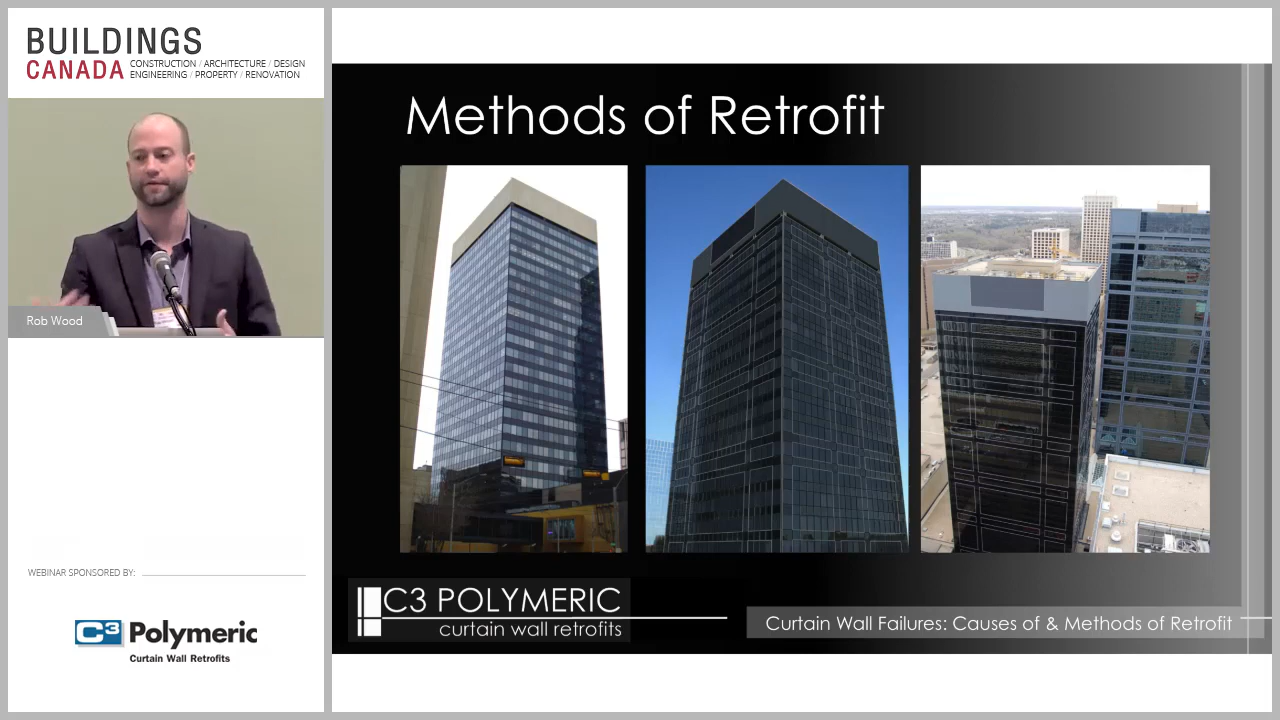 BUILDINGS
CANADA CONSTRUCTION / ARCHITECTURE / DESIGN
ENGINEERING / PROPERTY / RENOVATION
Rob Wood
WEBINAR SPONSORED BY:
C3 Polymeric
Curtain Wall Retrofits
Methods of Retrofit
C3 POLYMERIC
curtain wall retrofits
Curtain Wall Failures: Causes of & Methods of Retrofit